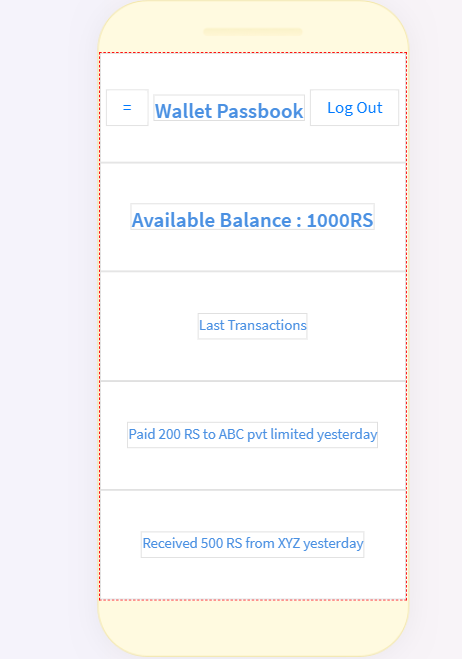 = Wallet Passbook Log Out
Available Balance : 1000RS
Last Transactions
Paid 200 RS to ABC pvt limited yesterday
Received 500 RS from XYZ yesterday